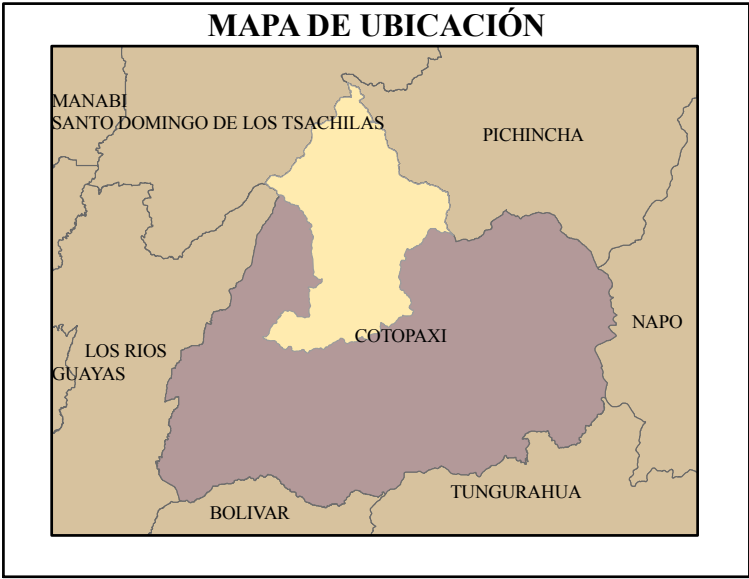 MAPA DE UBICACIÓN
MANABI
SANTO DOMINGO DE LOS TSACHILAS
PICHINCHA
NAPO
COTOPAXI
LOS RIOS
GUAYAS
TUNGURAHUA
BOLIVAR